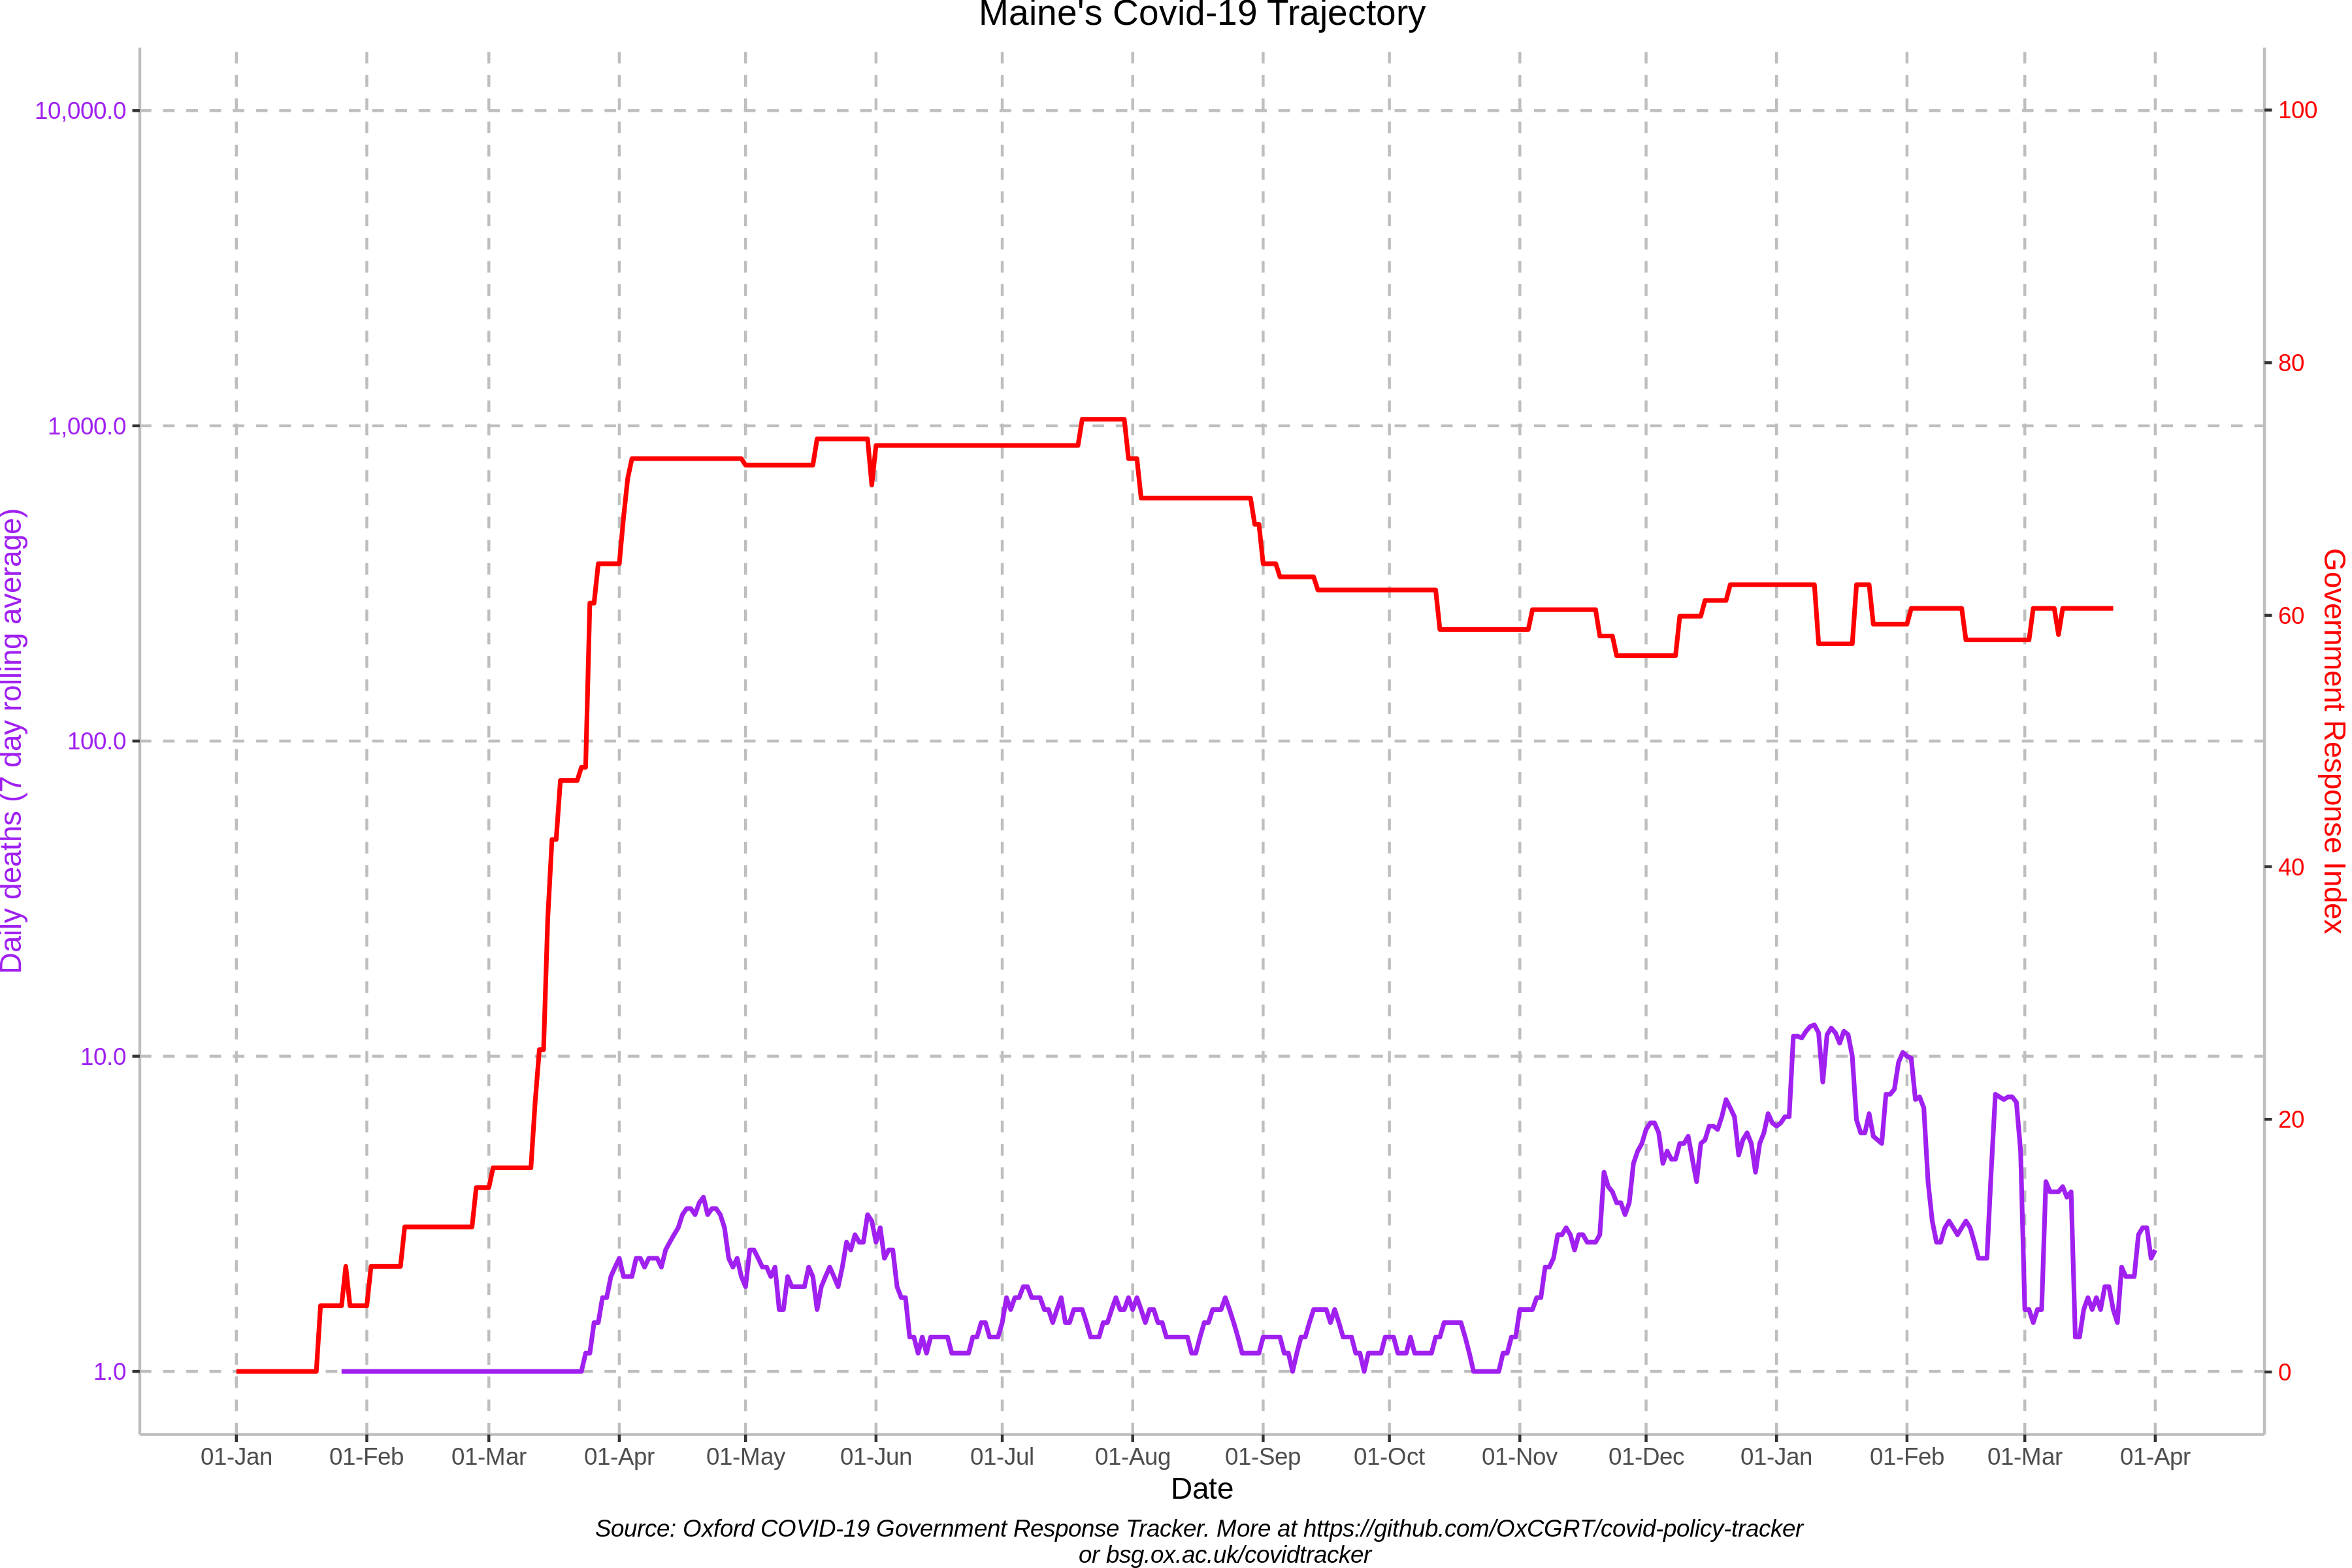 Maine's Covid-19 Trajectory
10,000.0
1,000.0
100.0
10.0
1.0
Daily deaths (7 day rolling average)
100
80
60
40
20
0
Government Response Index
01-Jan 01-Feb 01-Mar 01-Apr 01-May 01-Jun 01-Jul 01-Aug 01-Sep 01-Oct 01-Nov 01-Dec 01-Jan 01-Feb 01-Mar 01-Apr
Date
Source: Oxford COVID-19 Government Response Tracker. More at https://github.com/OxCGRT/covid-policy-tracker
or bsg.ox.ac.uk/covidtracker